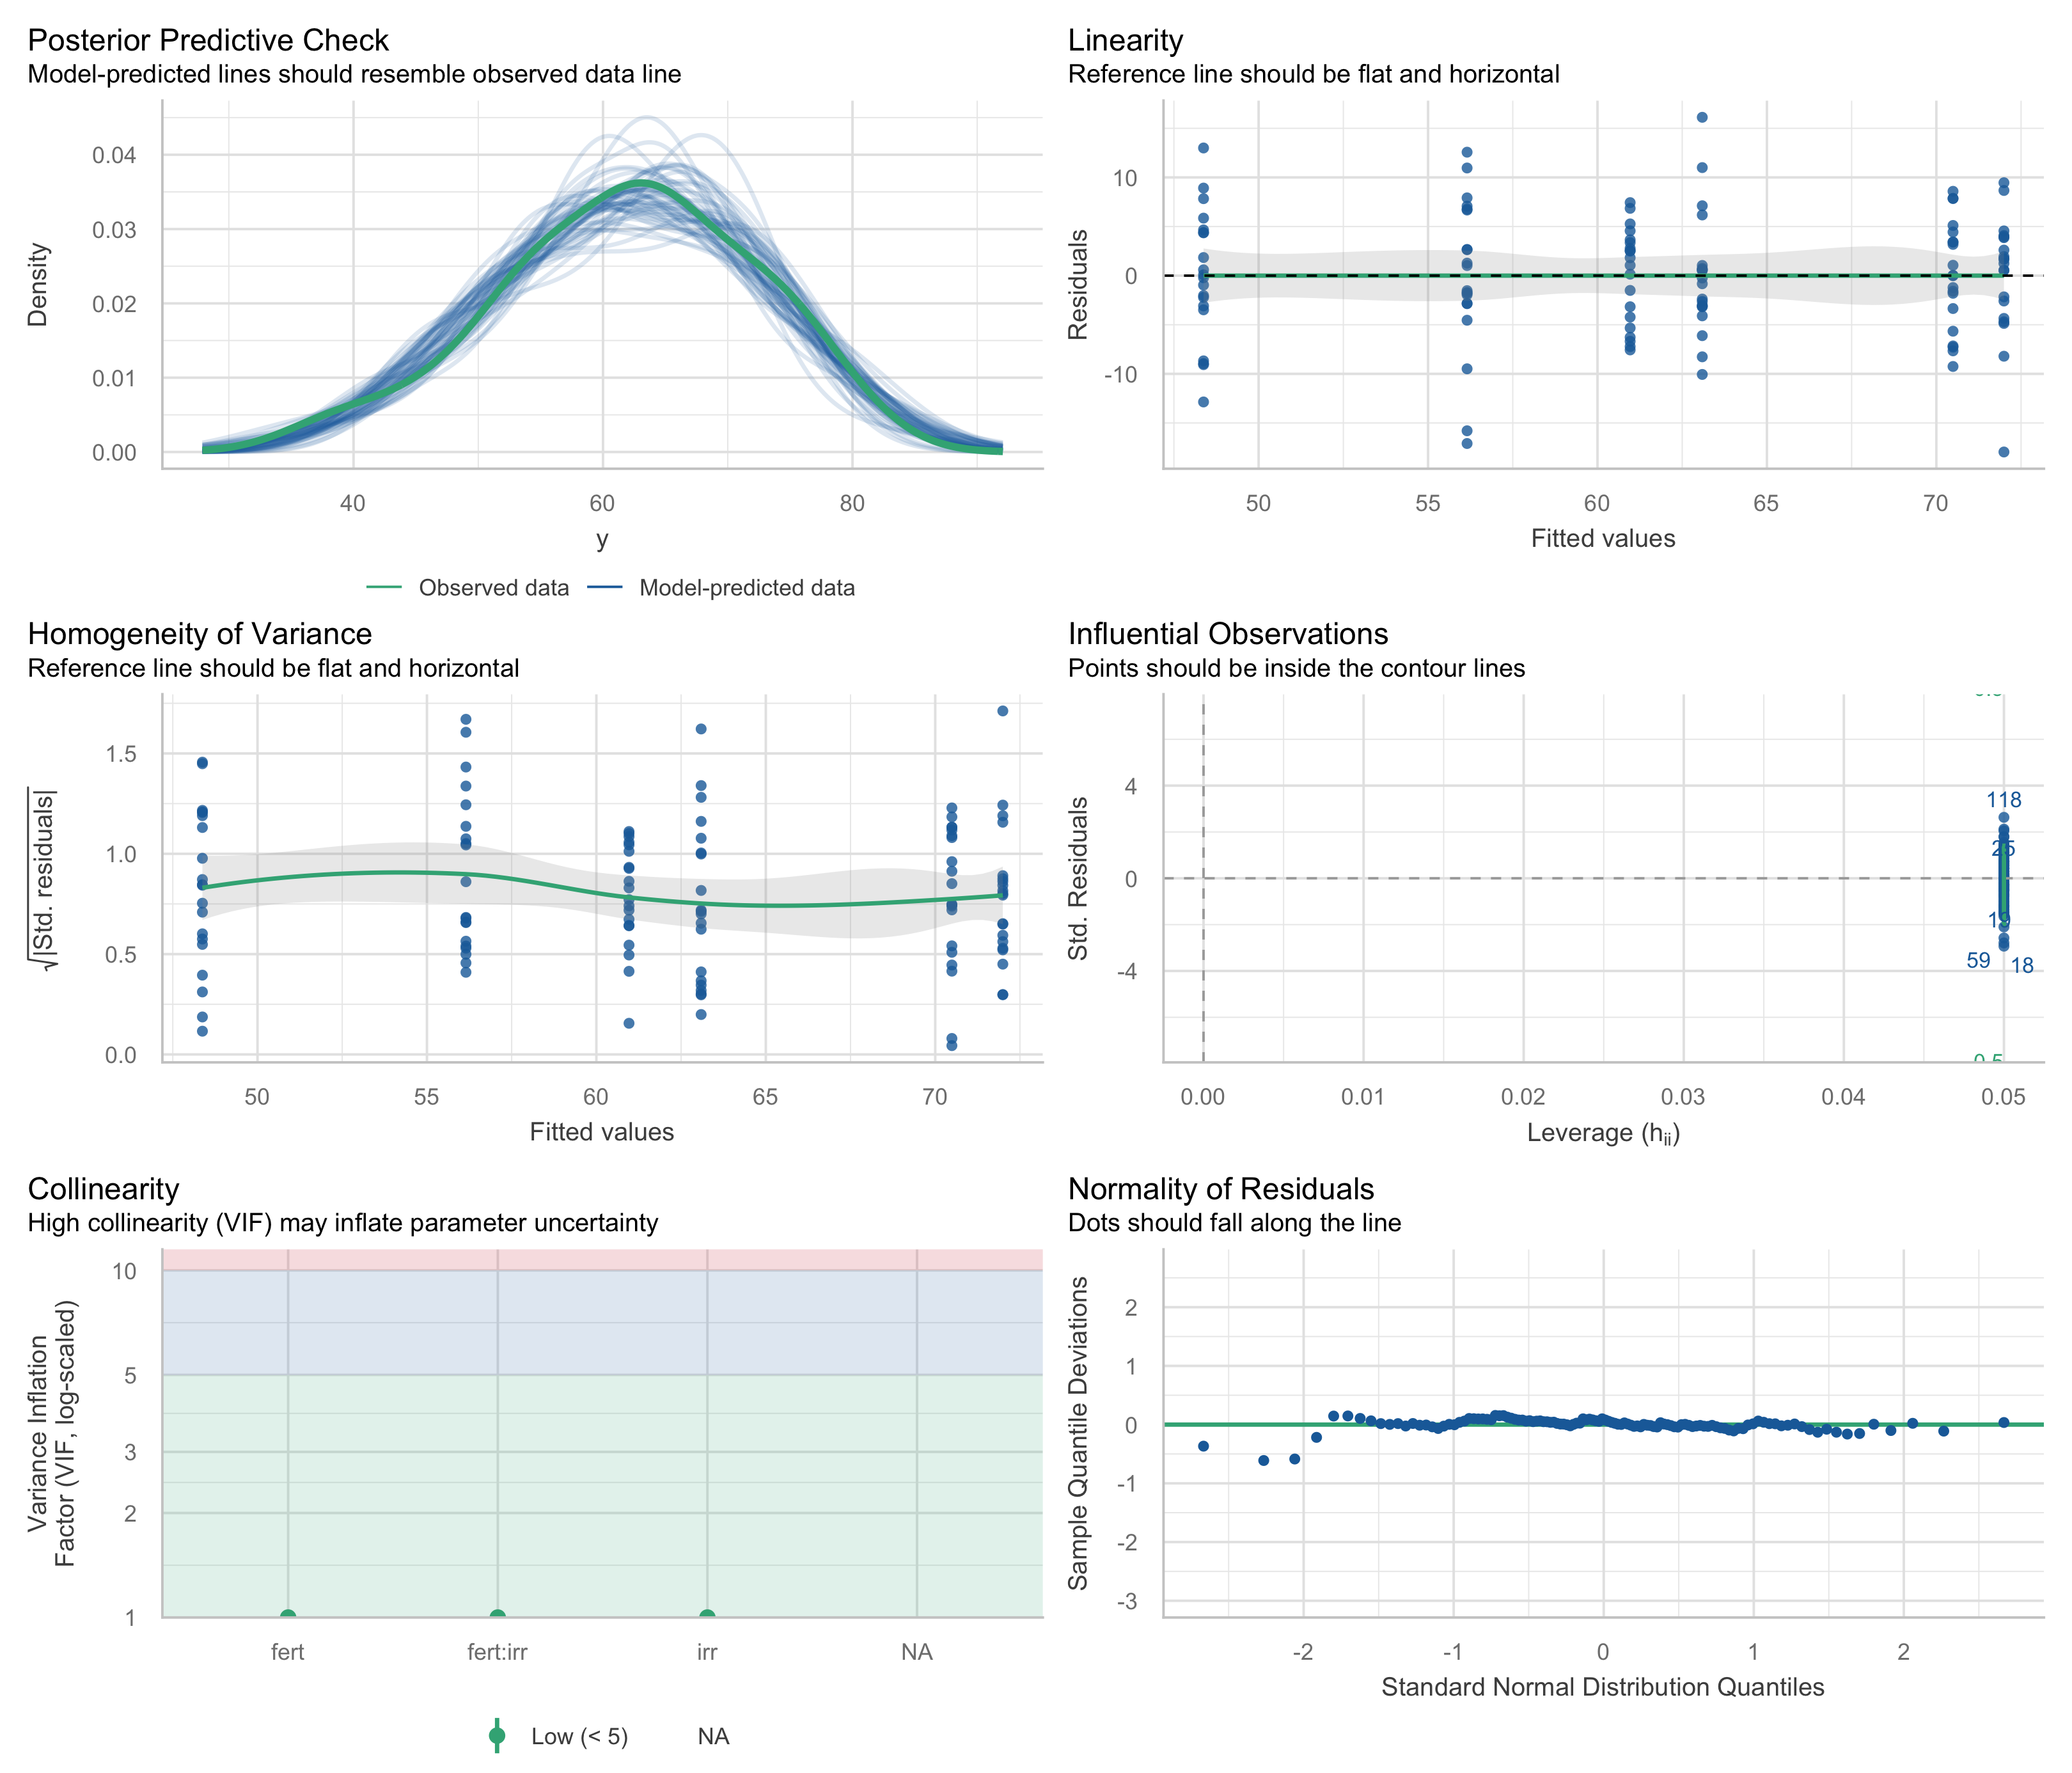 Posterior Predictive Check
Model-predicted lines should resemble observed data line
Density
0.04
0.03
0.02
0.01
0.00
40
60
80
y
Observed data
Model-predicted data
Linearity
Reference line should be flat and horizontal
Residuals
10
0
-10
50
55
60
65
70
Fitted values
Homogeneity of Variance
Reference line should be flat and horizontal
√|Std. residuals|
1.5
1.0
0.5
0.0
50
55
60
65
70
Fitted values
Influential Observations
Points should be inside the contour lines
Std. Residuals
4
0
-4
118
25
19
59
18
0.5
0.00
0.01
0.02
0.03
0.04
0.05
Leverage (hii)
Collinearity
High collinearity (VIF) may inflate parameter uncertainty
Variance Inflation
Factor (VIF, log-scaled)
10
5
3
2
1
fert
fert:irr
irr
NA
Low (< 5)
NA
Normality of Residuals
Dots should fall along the line
Sample Quantile Deviations
2
1
0
-1
-2
-3
-2
-1
0
1
2
Standard Normal Distribution Quantiles